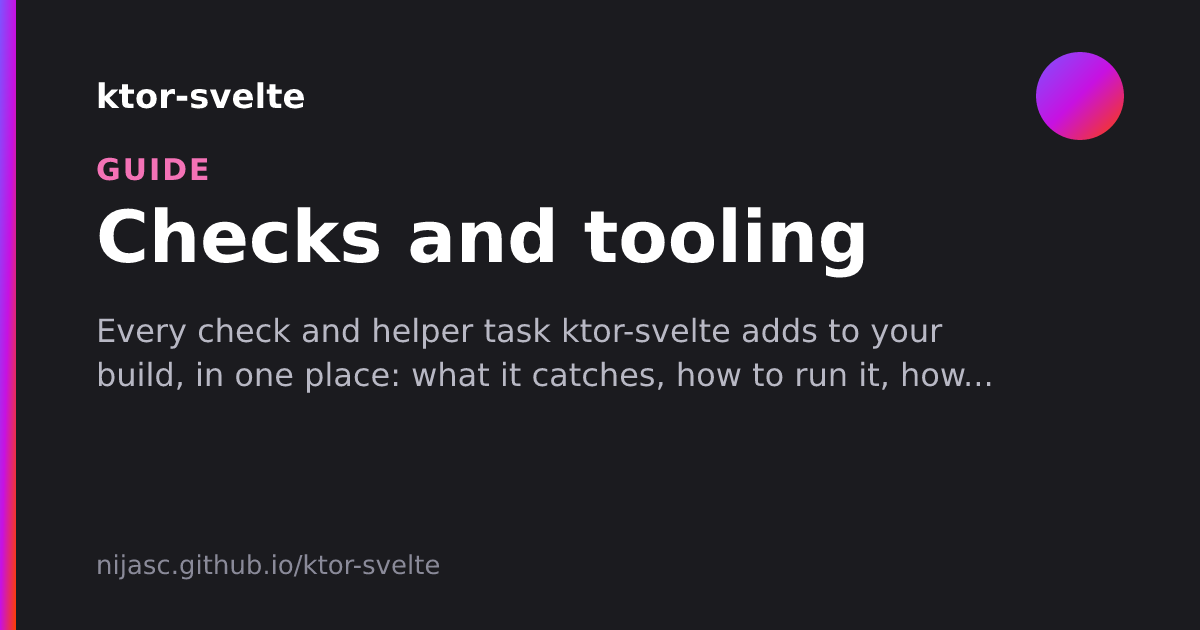 ktor-svelte
GUIDE
Checks and tooling
Every check and helper task ktor-svelte adds to your
build, in one place: what it catches, how to run it, how...
nijasc.github.io/ktor-svelte